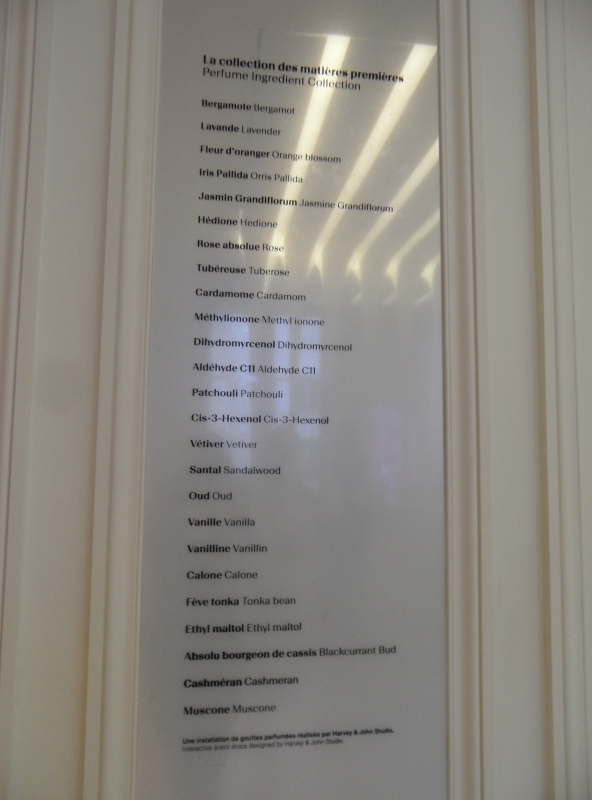 La collection des matières premières
Perfume Ingredient Collection
Bergamote Bergamot
Lavande Lavender
Fleur d'oranger Orange blossom
Iris Pallida Orris Pallida
Jasmin Grandiflorum Jasmine Grandiflorum
Hédione Hedione
Rose absolue Rose
Tubéreuse Tuberose
Cardamome Cardamom
Méthylionone Methyl ionone
Dihydromyrcenol Dihydromyrcenol
Aldéhyde C11 Aldehyde C11
Patchouli Patchouli
Cis-3-Hexenol Cis-3-Hexenol
Vétiver Vetiver
Santal Sandalwood
Oud Oud
Vanille Vanilla
Vanilline Vanillin
Calone Calone
Fève tonka Tonka bean
Ethyl maltol Ethyl maltol
Absolu bourgeon de cassis Blackcurrant Bud
Cashméran Cashmeran
Muscone Muscone
Une installation de gouttes parfumées réalisée par Harvey & John Studio.
Interactive scent drops designed by Harvey & John Studio.